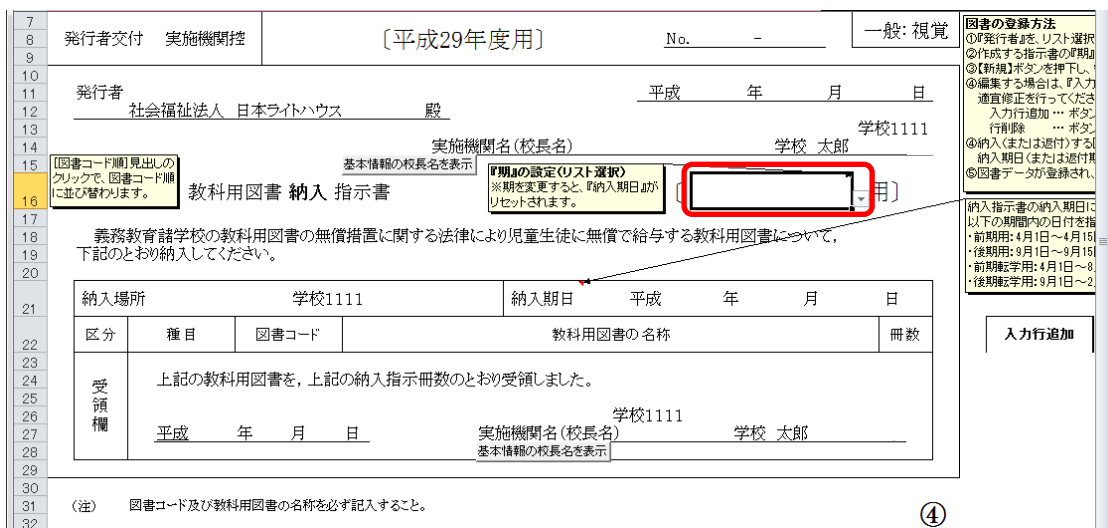 7
8
9
10
11
12
13
14
15
16
17
18
19
20
21
22
23
24
25
26
27
28
29
30
31
32
発行者交付 実施機関控
〔平成29年度用〕
No. －
一般: 視覚
発行者
社会福祉法人 日本ライトハウス 殿
平成 年 月 日
学校1111
実施機関名(校長名) 学校 太郎
基本情報の校長名を表示
[図書コード順]見出しの
クリックで、図書コード順
に並び替わります。
教科用図書 納入 指示書
『期』の設定(リスト選択)
※期を変更すると、『納入期日』が
リセットされます。
〔 用〕
義務教育諸学校の教科用図書の無償措置に関する法律により児童生徒に無償で給与する教科用図書について,
下記のとおり納入してください。
納入場所 学校1111 納入期日 平成 年 月 日
区分 種目 図書コード 教科用図書の名称 冊数
受領欄
上記の教科用図書を, 上記の納入指示冊数のとおり受領しました。
学校1111
平成 年 月 日 実施機関名(校長名) 学校 太郎
基本情報の校長名を表示
(注) 図書コード及び教科用図書の名称を必ず記入すること。
図書の登録方法
①『発行者』を、リスト選択
②作成する指示書の『期』
③【新規】ボタンを押下し、
④編集する場合は、『入力
適宜修正を行ってくださ
入力行追加 … ボタン
行削除 … ボタン
④納入(または返付)する
納入期日(または返付期
⑤図書データが登録され、
納入指示書の納入期日に
以下の期間内の日付を指
・前期用:4月1日～4月15日
・後期用:9月1日～9月15
・前期転学用:4月1日～8
・後期転学用:9月1日～2
入力行追加
④